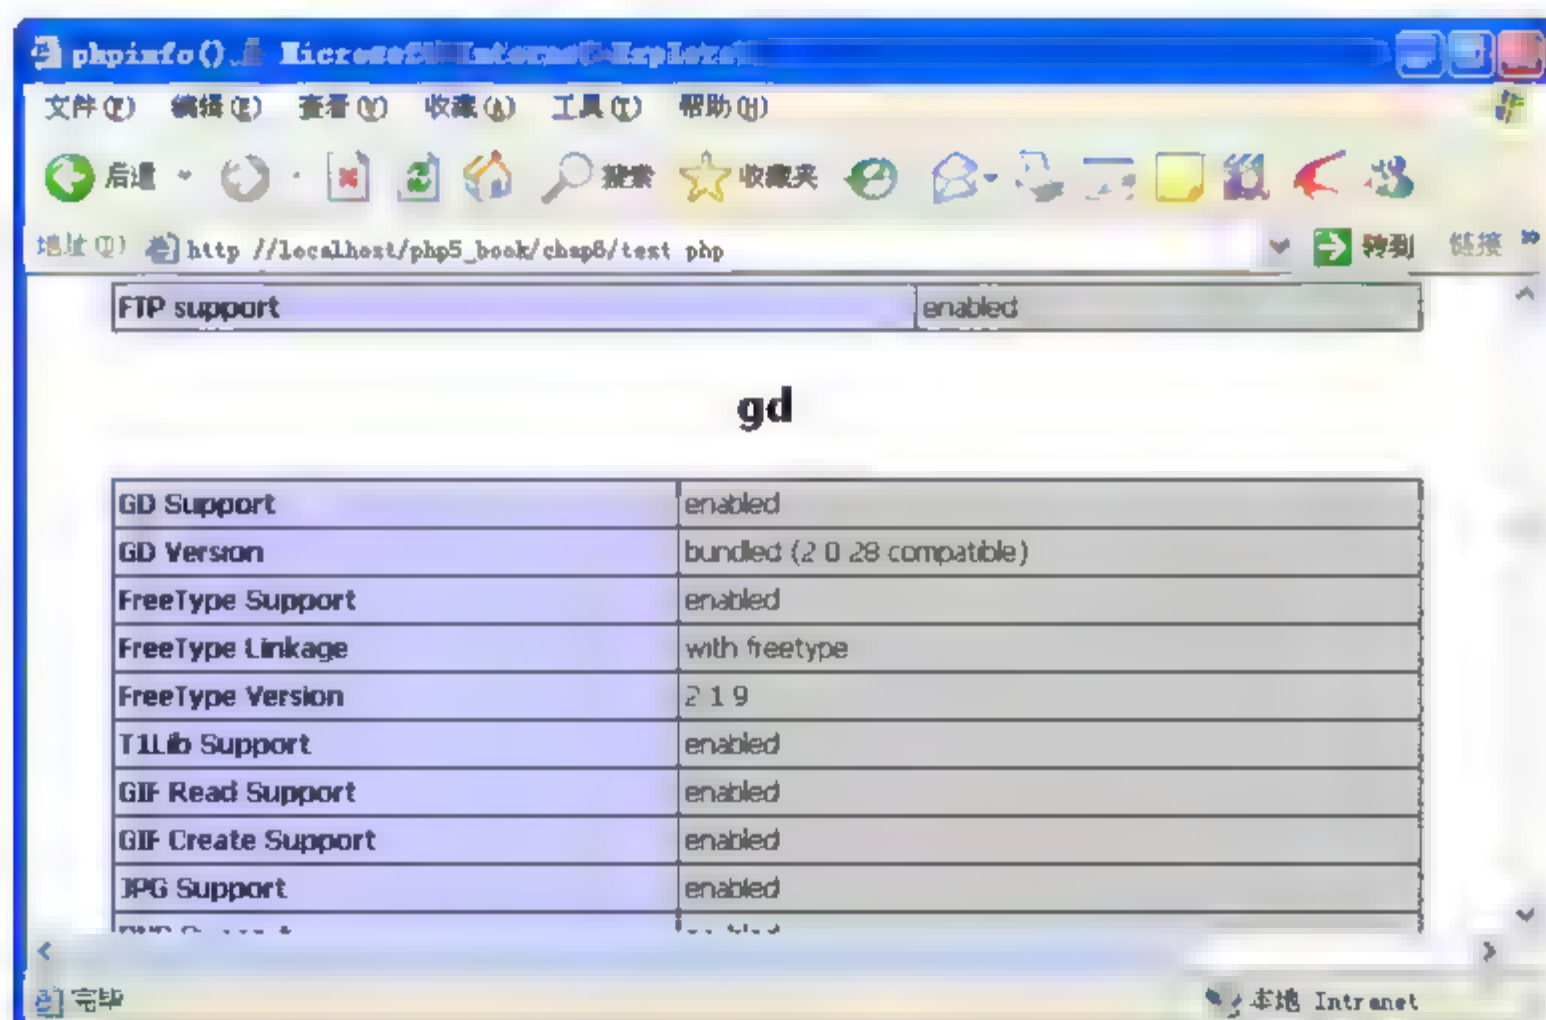 phpinfo() - Microsoft Internet Explorer
文件(F) 编辑(E) 查看(V) 收藏(A) 工具(T) 帮助(H)
后退 搜索 收藏夹
地址(D) http //localhost/php5_book/chap8/test php 转到 链接 »
FTP support enabled
gd
GD Support enabled
GD Version bundled (2 0 28 compatible)
FreeType Support enabled
FreeType Linkage with freetype
FreeType Version 2 1 9
T1Lib Support enabled
GIF Read Support enabled
GIF Create Support enabled
JPG Support enabled
完毕 本地 Intranet